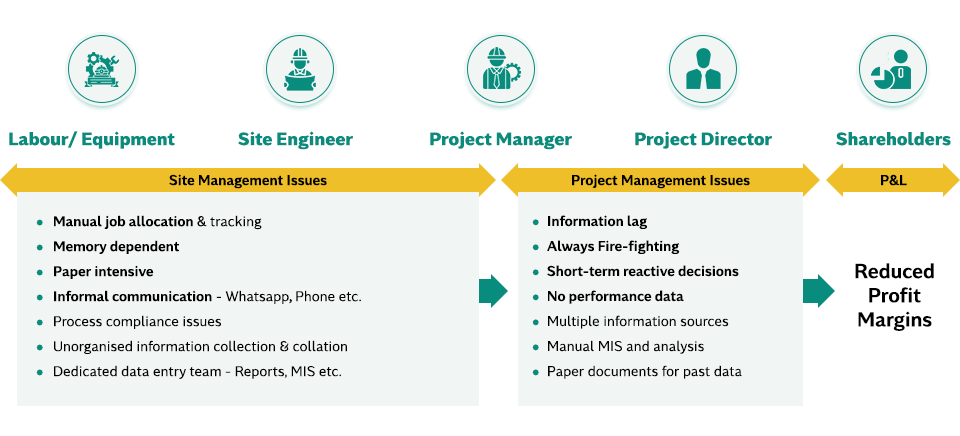 Labour/ Equipment
Site Engineer
Project Manager
Project Director
Shareholders
Site Management Issues
Project Management Issues
P&L
• Manual job allocation & tracking
• Memory dependent
• Paper intensive
• Informal communication - Whatsapp, Phone etc.
• Process compliance issues
• Unorganised information collection & collation
• Dedicated data entry team - Reports, MIS etc.
• Information lag
• Always Fire-fighting
• Short-term reactive decisions
• No performance data
• Multiple information sources
• Manual MIS and analysis
• Paper documents for past data
Reduced
Profit
Margins